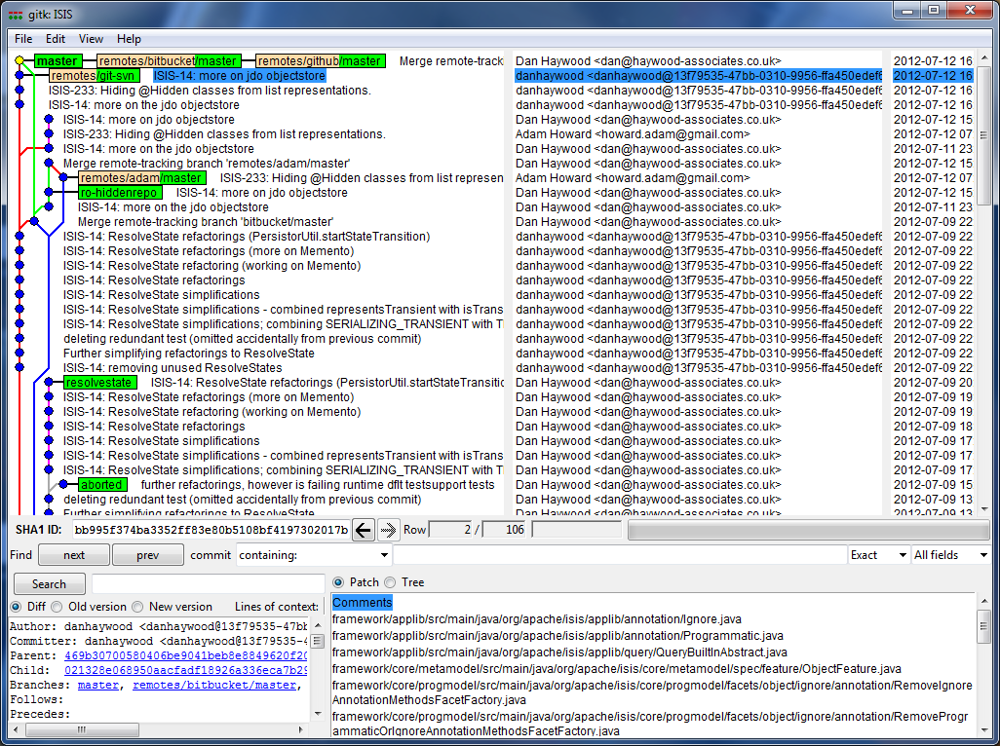 gitk: ISIS
File Edit View Help
master remotes/bitbucket/master remotes/github/master Merge remote-track Dan Haywood <dan@haywood-associates.co.uk> 2012-07-12 16
remotes/git-svn ISIS-14: more on jdo objectstore danhaywood <danhaywood@13f79535-47bb-0310-9956-ffa450edef6 2012-07-12 16
ISIS-233: Hiding @Hidden classes from list representations. danhaywood <danhaywood@13f79535-47bb-0310-9956-ffa450edef6 2012-07-12 16
ISIS-14: more on the jdo objectstore danhaywood <danhaywood@13f79535-47bb-0310-9956-ffa450edef6 2012-07-12 16
ISIS-14: more on jdo objectstore Dan Haywood <dan@haywood-associates.co.uk> 2012-07-12 15
ISIS-233: Hiding @Hidden classes from list representations. Adam Howard <howard.adam@gmail.com> 2012-07-12 07
ISIS-14: more on the jdo objectstore Dan Haywood <dan@haywood-associates.co.uk> 2012-07-11 23
Merge remote-tracking branch 'remotes/adam/master' Dan Haywood <dan@haywood-associates.co.uk> 2012-07-12 15
remotes/adam/master ISIS-233: Hiding @Hidden classes from list represen Adam Howard <howard.adam@gmail.com> 2012-07-12 07
ro-hiddenrepo ISIS-14: more on jdo objectstore Dan Haywood <dan@haywood-associates.co.uk> 2012-07-12 15
ISIS-14: more on the jdo objectstore Dan Haywood <dan@haywood-associates.co.uk> 2012-07-11 23
Merge remote-tracking branch 'bitbucket/master' Dan Haywood <dan@haywood-associates.co.uk> 2012-07-09 22
ISIS-14: ResolveState refactorings (PersistorUtil.startStateTransition) danhaywood <danhaywood@13f79535-47bb-0310-9956-ffa450edef6 2012-07-09 22
ISIS-14: ResolveState refactorings (more on Memento) danhaywood <danhaywood@13f79535-47bb-0310-9956-ffa450edef6 2012-07-09 22
ISIS-14: ResolveState refactoring (working on Memento) danhaywood <danhaywood@13f79535-47bb-0310-9956-ffa450edef6 2012-07-09 22
ISIS-14: ResolveState refactorings danhaywood <danhaywood@13f79535-47bb-0310-9956-ffa450edef6 2012-07-09 22
ISIS-14: ResolveState simplifications danhaywood <danhaywood@13f79535-47bb-0310-9956-ffa450edef6 2012-07-09 22
ISIS-14: ResolveState simplifications - combined representsTransient with isTrans danhaywood <danhaywood@13f79535-47bb-0310-9956-ffa450edef6 2012-07-09 22
ISIS-14: ResolveState simplifications; combining SERIALIZING_TRANSIENT with T danhaywood <danhaywood@13f79535-47bb-0310-9956-ffa450edef6 2012-07-09 22
deleting redundant test (omitted accidentally from previous commit) danhaywood <danhaywood@13f79535-47bb-0310-9956-ffa450edef6 2012-07-09 22
Further simplifying refactorings to ResolveState danhaywood <danhaywood@13f79535-47bb-0310-9956-ffa450edef6 2012-07-09 22
ISIS-14: removing unused ResolveStates danhaywood <danhaywood@13f79535-47bb-0310-9956-ffa450edef6 2012-07-09 22
resolvestate ISIS-14: ResolveState refactorings (PersistorUtil.startStateTransitio Dan Haywood <dan@haywood-associates.co.uk> 2012-07-09 20
ISIS-14: ResolveState refactorings (more on Memento) Dan Haywood <dan@haywood-associates.co.uk> 2012-07-09 19
ISIS-14: ResolveState refactoring (working on Memento) Dan Haywood <dan@haywood-associates.co.uk> 2012-07-09 19
ISIS-14: ResolveState refactorings Dan Haywood <dan@haywood-associates.co.uk> 2012-07-09 18
ISIS-14: ResolveState simplifications Dan Haywood <dan@haywood-associates.co.uk> 2012-07-09 17
ISIS-14: ResolveState simplifications - combined representsTransient with isTrans Dan Haywood <dan@haywood-associates.co.uk> 2012-07-09 17
ISIS-14: ResolveState simplifications; combining SERIALIZING_TRANSIENT with T Dan Haywood <dan@haywood-associates.co.uk> 2012-07-09 17
aborted further refactorings, however is failing runtime dflt testsupport tests Dan Haywood <dan@haywood-associates.co.uk> 2012-07-09 15
deleting redundant test (omitted accidentally from previous commit) Dan Haywood <dan@haywood-associates.co.uk> 2012-07-09 13
Further simplifying refactorings to ResolveState Dan Haywood <dan@haywood-associates.co.uk> 2012-07-09 13
SHA1 ID: bb995f374ba3352ff83e80b5108bf4197302017b Row 2 / 106
Find next prev commit containing: Exact All fields
Search
Diff Old version New version Lines of context:
Author: danhaywood <danhaywood@13f79535-47bb
Committer: danhaywood <danhaywood@13f79535-4
Parent: 469b30700580406be9041beb8e8849620f20
Child: 021328e068950aacfadf18926a336eca7b29
Branches: master, remotes/bitbucket/master,
Follows:
Precedes:
Patch Tree
Comments
framework/applib/src/main/java/org/apache/isis/applib/annotation/Ignore.java
framework/applib/src/main/java/org/apache/isis/applib/annotation/Programmatic.java
framework/applib/src/main/java/org/apache/isis/applib/query/QueryBuiltInAbstract.java
framework/core/metamodel/src/main/java/org/apache/isis/core/metamodel/spec/feature/ObjectFeature.java
framework/core/progmodel/src/main/java/org/apache/isis/core/progmodel/facets/object/ignore/annotation/RemoveIgnore
AnnotationMethodsFacetFactory.java
framework/core/progmodel/src/main/java/org/apache/isis/core/progmodel/facets/object/ignore/annotation/RemoveProgr
ammaticOrIgnoreAnnotationMethodsFacetFactory.java